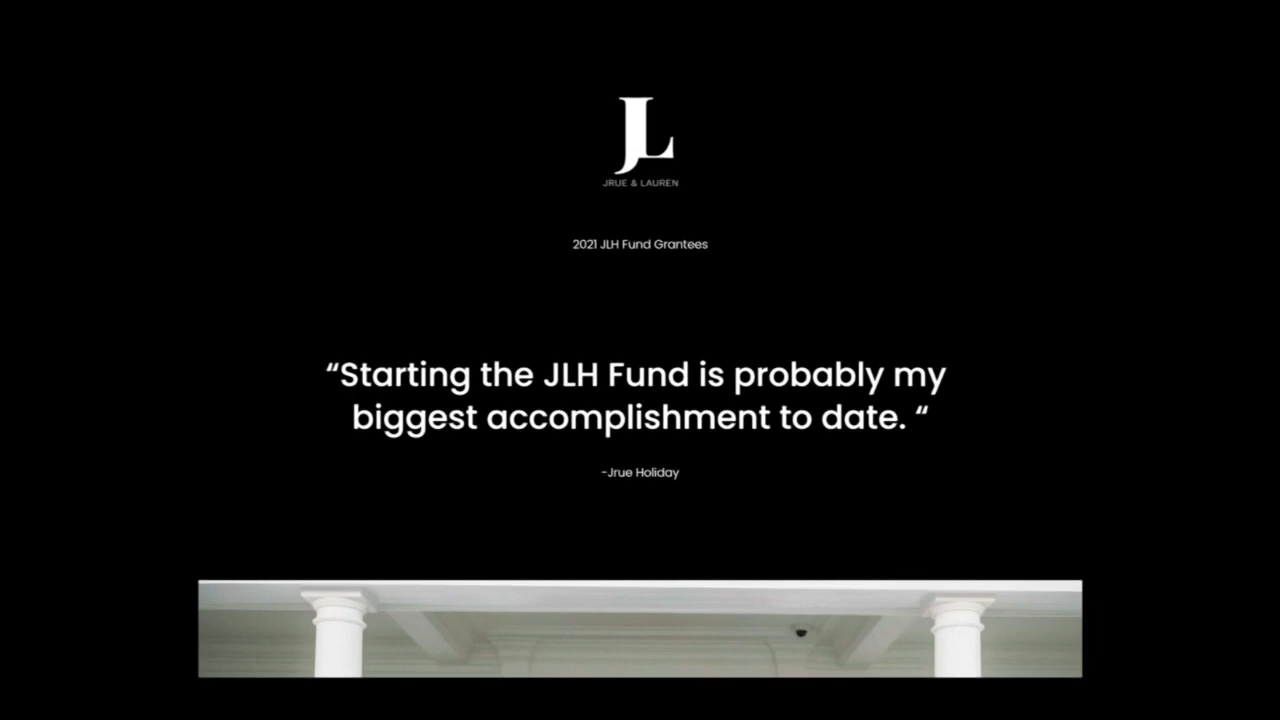 JL
JRUE & LAUREN
2021 JLH Fund Grantees
“Starting the JLH Fund is probably my
biggest accomplishment to date. “
-Jrue Holiday